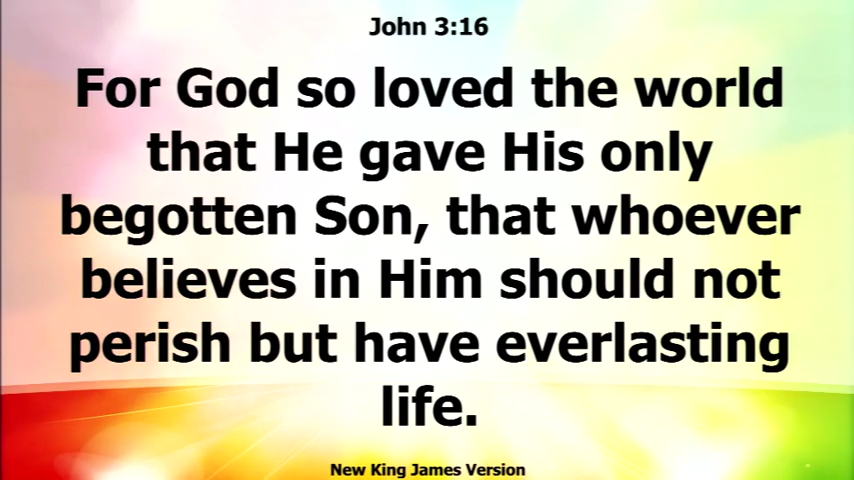 John 3:16
For God so loved the world
that He gave His only
begotten Son, that whoever
believes in Him should not
perish but have everlasting
life.
New King James Version